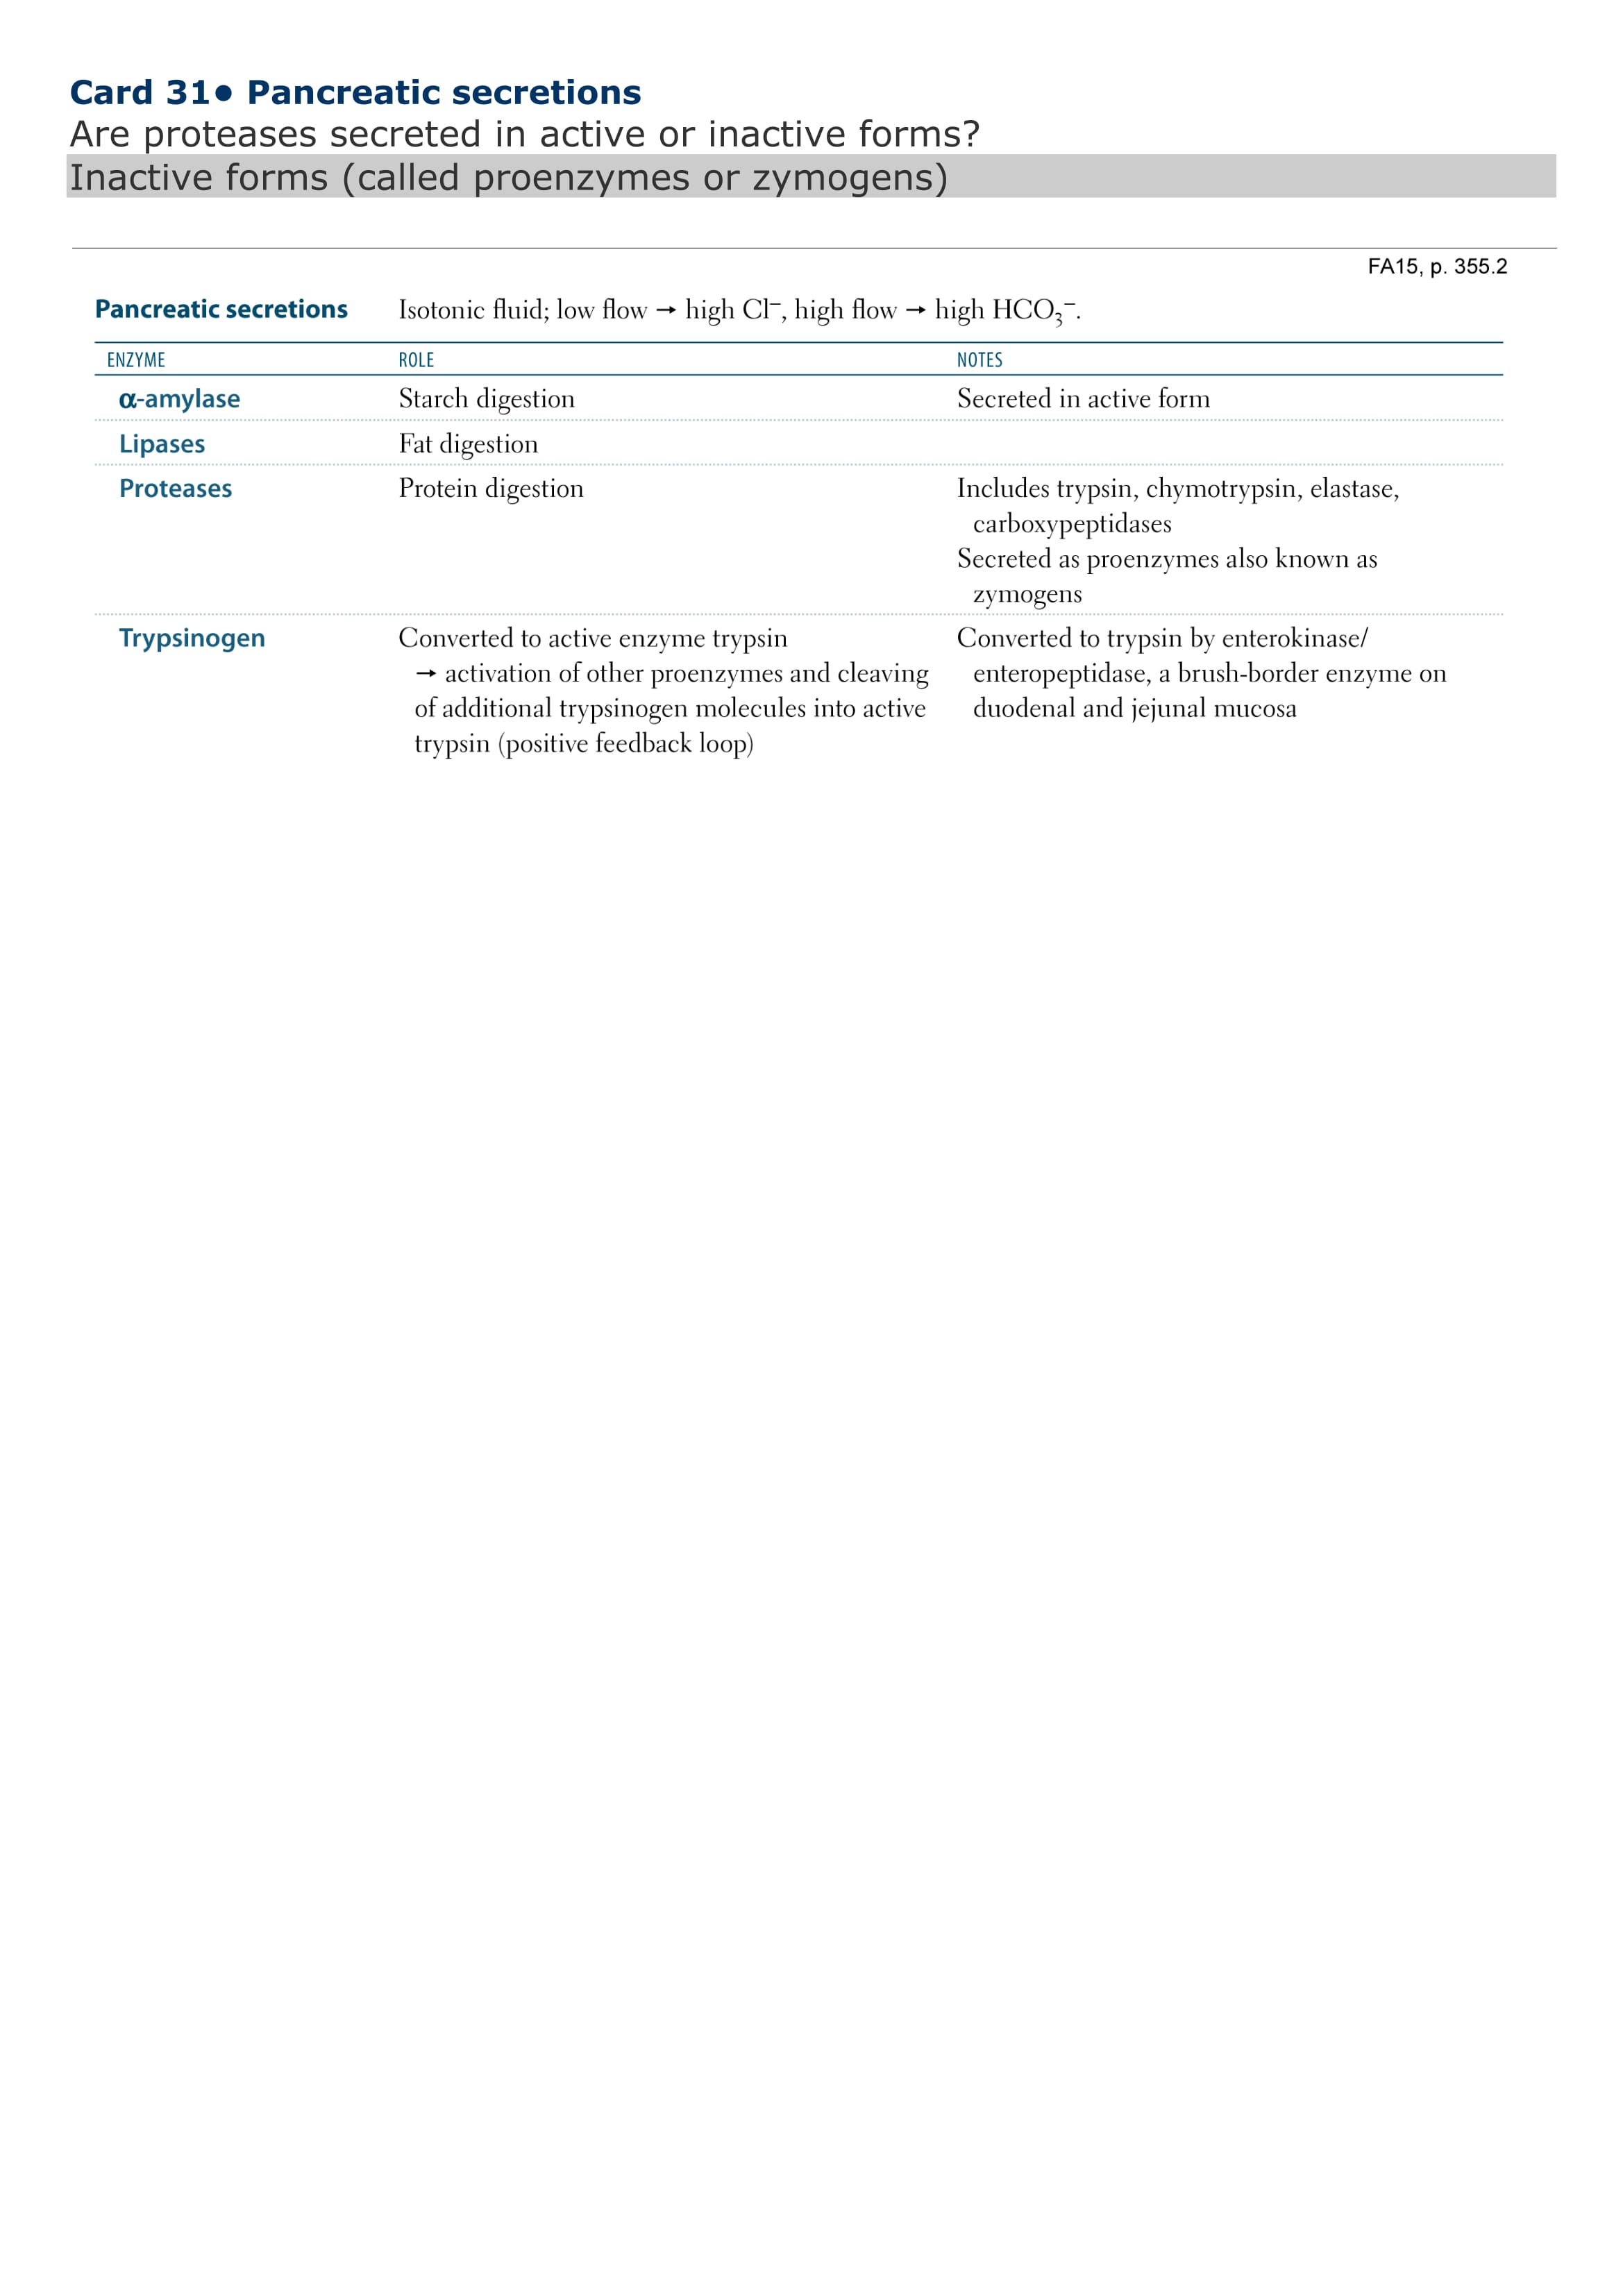 Card 31• Pancreatic secretions
Are proteases secreted in active or inactive forms?
Inactive forms (called proenzymes or zymogens)
FA15, p. 355.2
Pancreatic secretions Isotonic fluid; low flow → high Cl⁻, high flow → high HCO₃⁻.
ENZYME ROLE NOTES
α-amylase Starch digestion Secreted in active form
Lipases Fat digestion
Proteases Protein digestion Includes trypsin, chymotrypsin, elastase,
carboxypeptidases
Secreted as proenzymes also known as
zymogens
Trypsinogen Converted to active enzyme trypsin Converted to trypsin by enterokinase/
→ activation of other proenzymes and cleaving enteropeptidase, a brush-border enzyme on
of additional trypsinogen molecules into active duodenal and jejunal mucosa
trypsin (positive feedback loop)